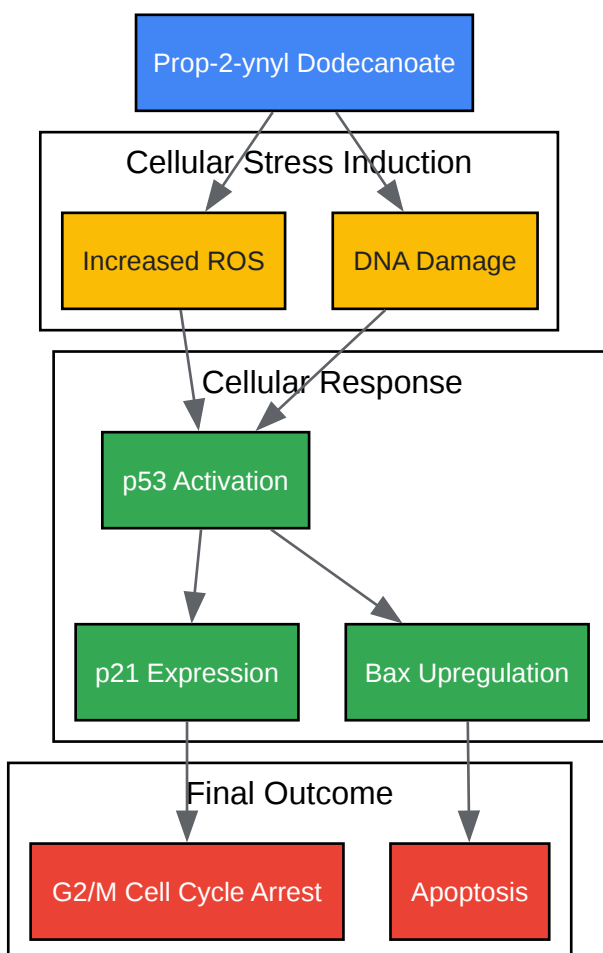 Prop-2-ynyl Dodecanoate
Cellular Stress Induction
Increased ROS
DNA Damage
Cellular Response
p53 Activation
p21 Expression
Bax Upregulation
Final Outcome
G2/M Cell Cycle Arrest
Apoptosis